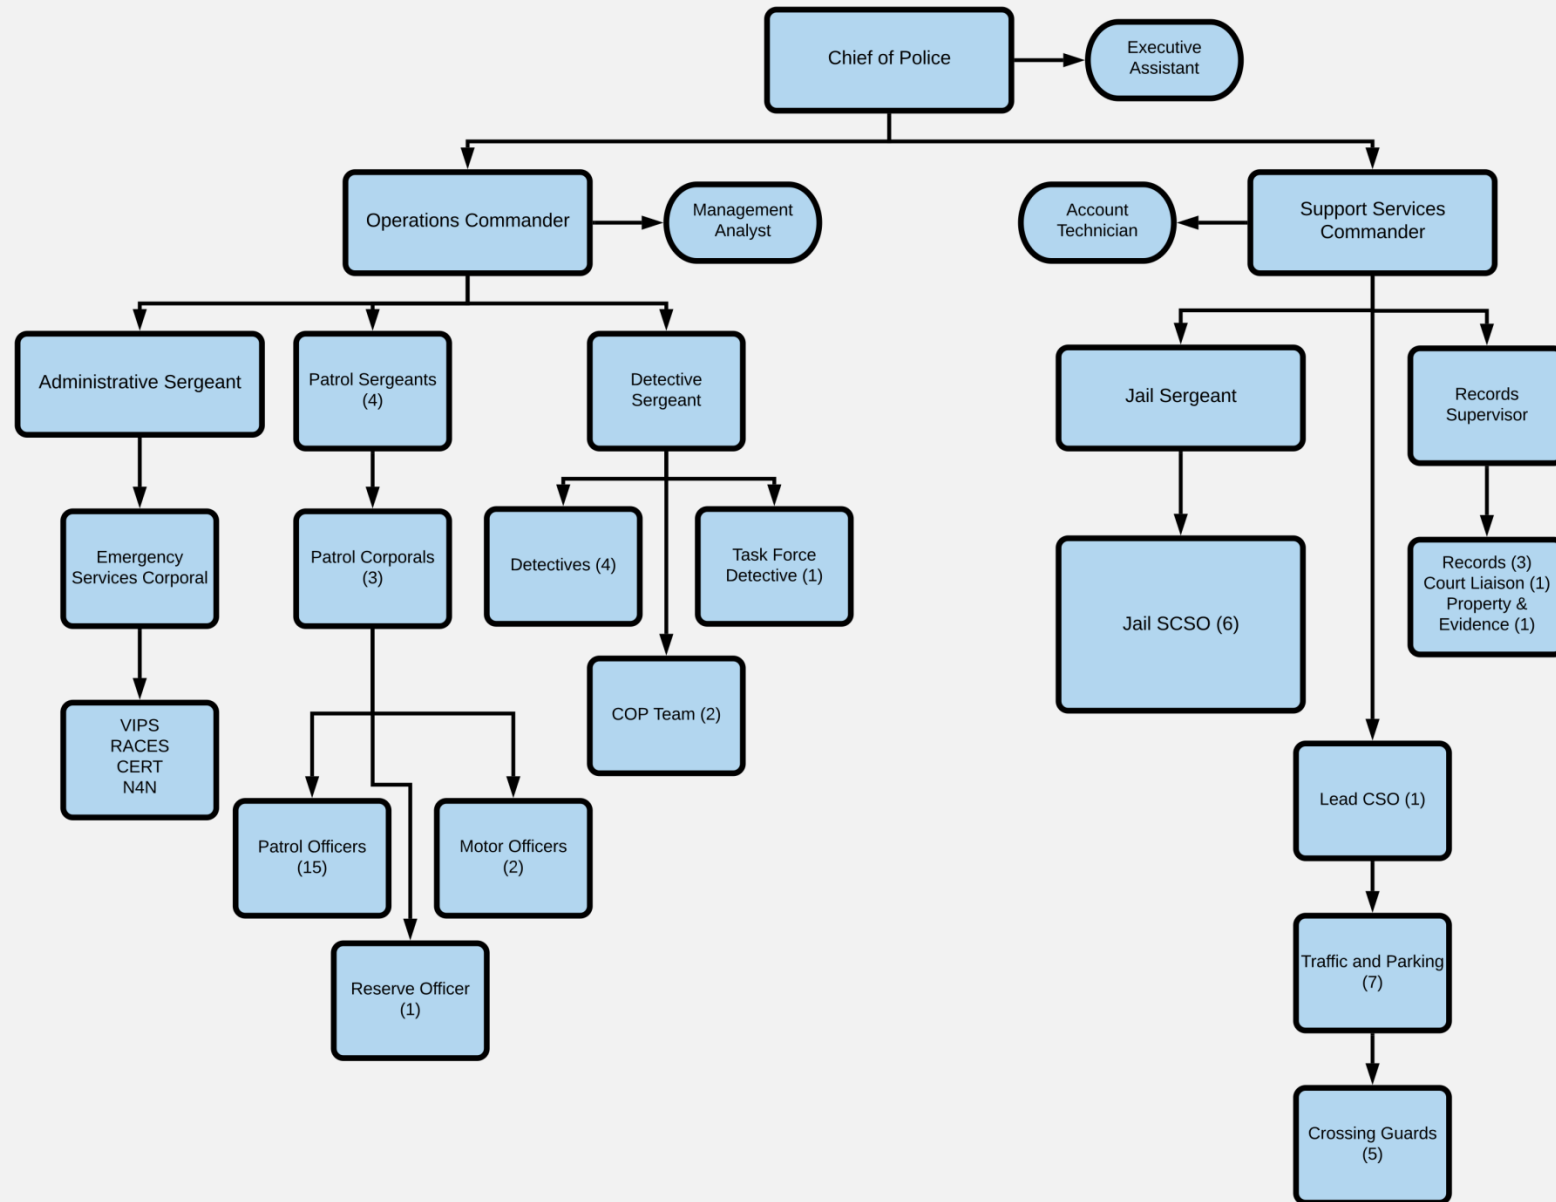 Chief of Police
Executive
Assistant
Operations Commander
Management
Analyst
Account
Technician
Support Services
Commander
Administrative Sergeant
Patrol Sergeants
(4)
Detective
Sergeant
Jail Sergeant
Records
Supervisor
Emergency
Services Corporal
Patrol Corporals
(3)
Detectives (4)
Task Force
Detective (1)
Jail SCSO (6)
Records (3)
Court Liaison (1)
Property &
Evidence (1)
VIPS
RACES
CERT
N4N
COP Team (2)
Lead CSO (1)
Patrol Officers
(15)
Motor Officers
(2)
Reserve Officer
(1)
Traffic and Parking
(7)
Crossing Guards
(5)